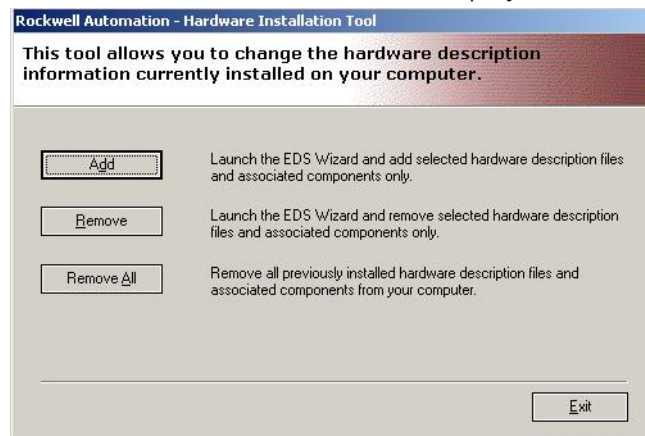 Rockwell Automation - Hardware Installation Tool
This tool allows you to change the hardware description
information currently installed on your computer.
Add
Launch the EDS Wizard and add selected hardware description files
and associated components only.
Remove
Launch the EDS Wizard and remove selected hardware description
files and associated components only.
Remove All
Remove all previously installed hardware description files and
associated components from your computer.
Exit